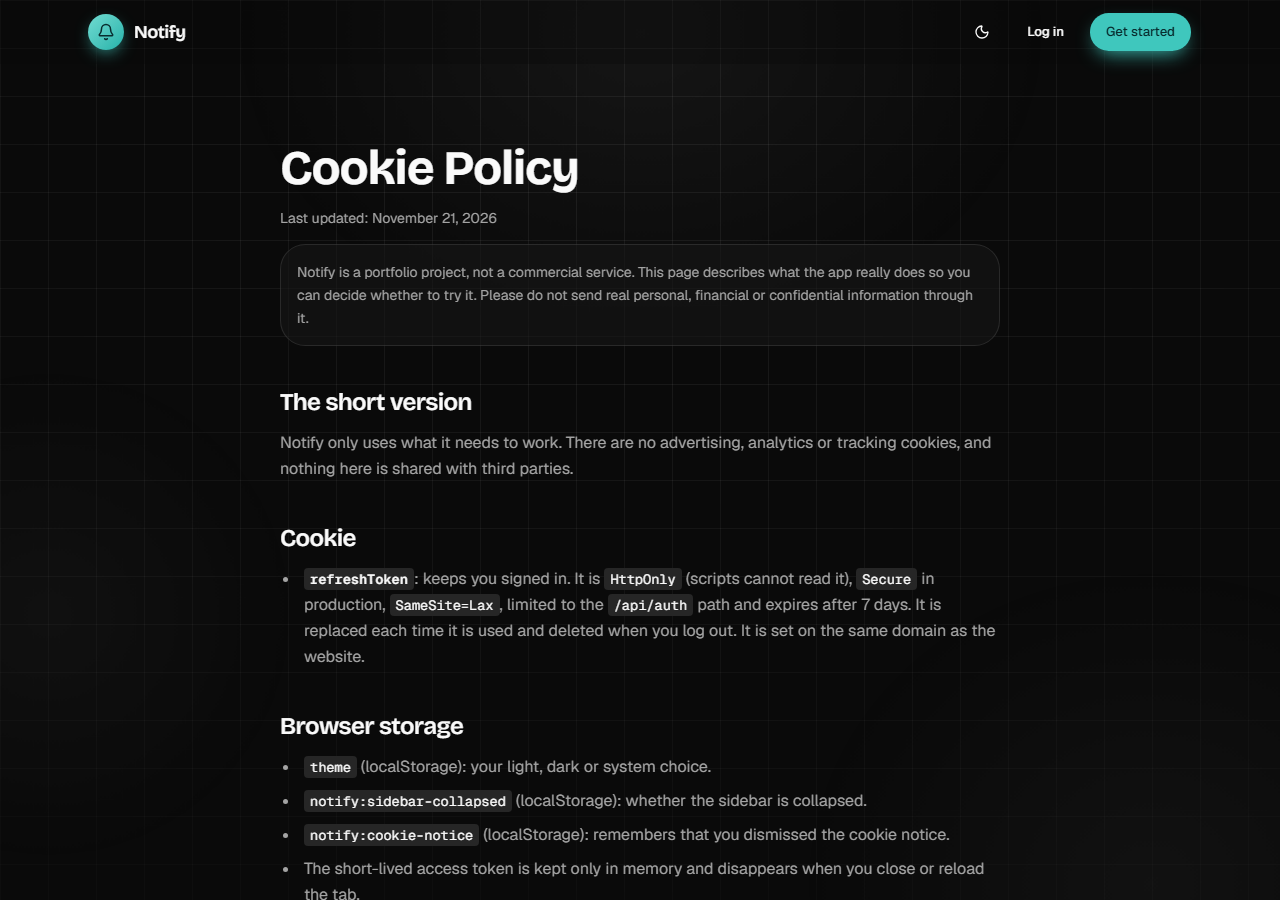 Notify
Log in
Get started
Cookie Policy
Last updated: November 21, 2026
Notify is a portfolio project, not a commercial service. This page describes what the app really does so you
can decide whether to try it. Please do not send real personal, financial or confidential information through
it.
The short version
Notify only uses what it needs to work. There are no advertising, analytics or tracking cookies, and
nothing here is shared with third parties.
Cookie
• refreshToken: keeps you signed in. It is HttpOnly (scripts cannot read it), Secure in
production, SameSite=Lax, limited to the /api/auth path and expires after 7 days. It is
replaced each time it is used and deleted when you log out. It is set on the same domain as the
website.
Browser storage
• theme (localStorage): your light, dark or system choice.
• notify:sidebar-collapsed (localStorage): whether the sidebar is collapsed.
• notify:cookie-notice (localStorage): remembers that you dismissed the cookie notice.
• The short-lived access token is kept only in memory and disappears when you close or reload
the tab.